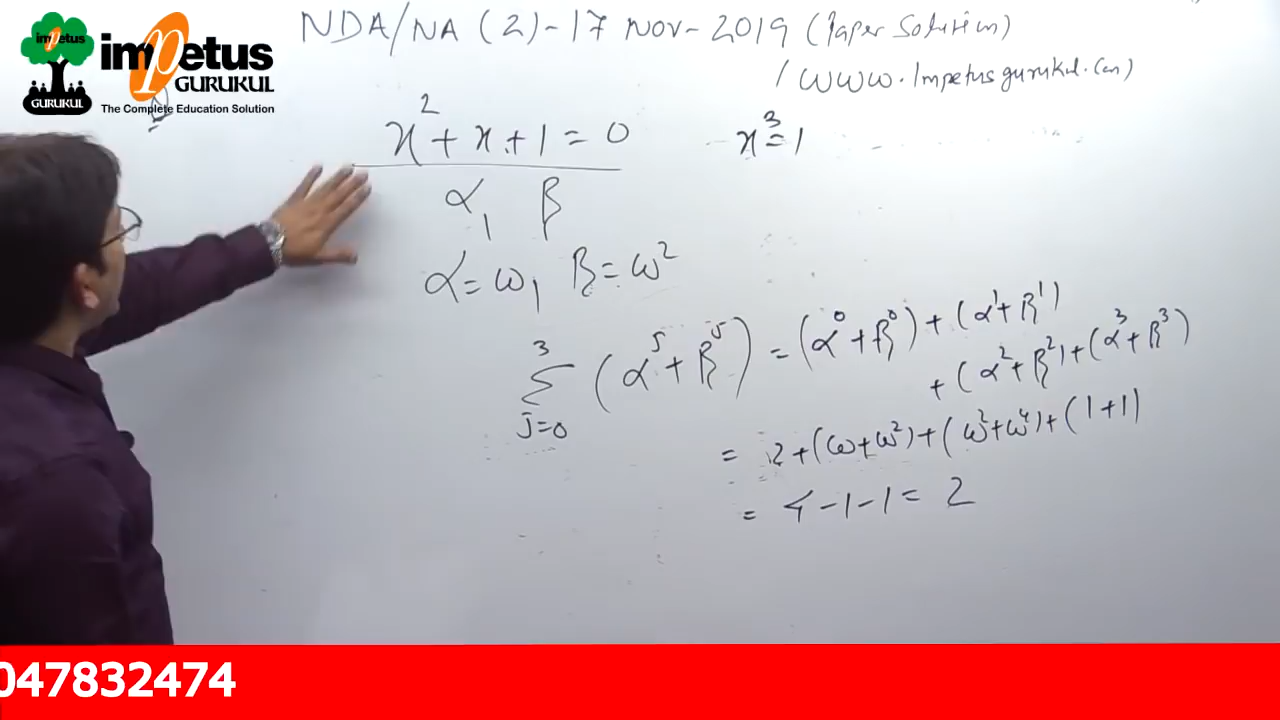 impetus
GURUKUL
impetus
GURUKUL
The Complete Education Solution
NDA/NA (2)-17 Nov-2019 (Paper Solution)
/ www.Impetusgurukul.Com)
x² + x + 1 = 0
x³ = 1
α, β
α = ω, β = ω²
3
Σ (αʲ + βʲ) = (α⁰ + β⁰) + (α¹ + β¹)
j=0
+ (α² + β²) + (α³ + β³)
= 2 + (ω + ω²) + (ω² + ω⁴) + (1+1)
= 4 - 1 - 1 = 2
047832474